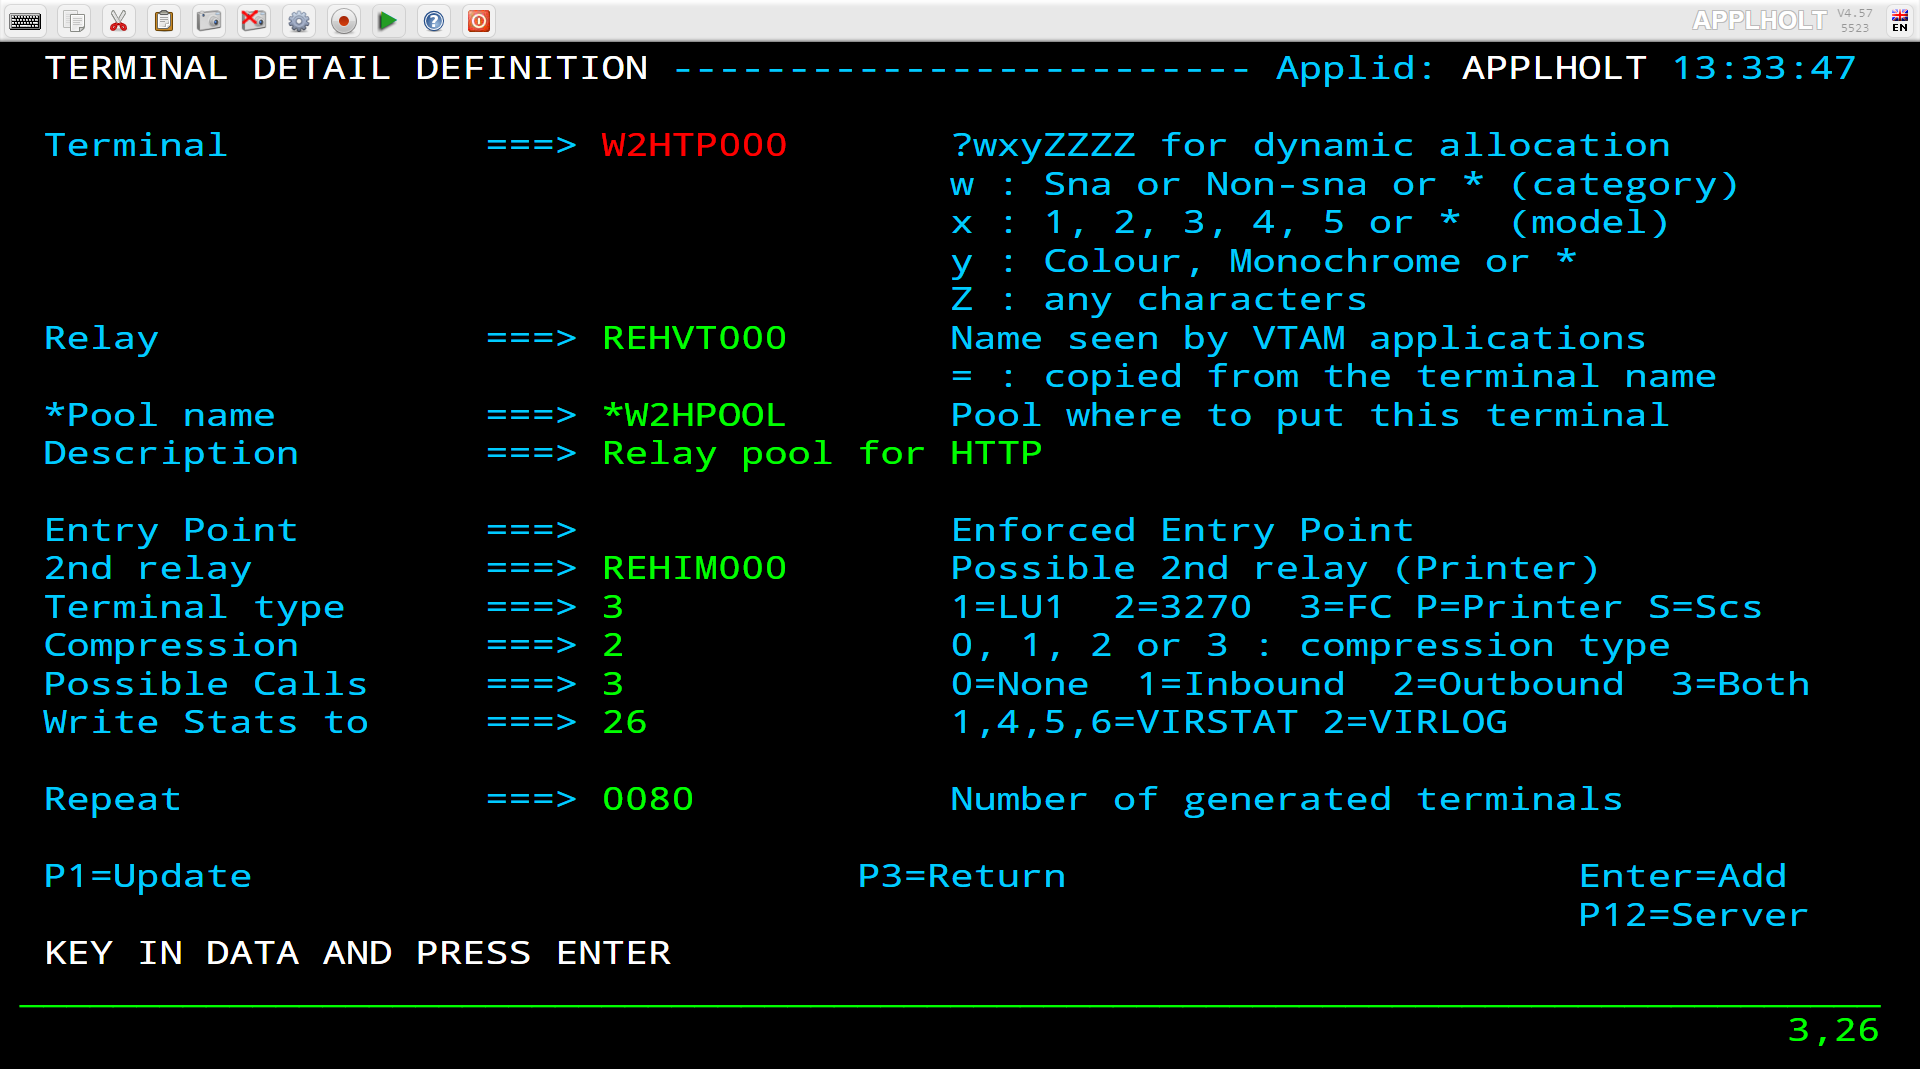 APPLHOLT V4.57 5523 EN
TERMINAL DETAIL DEFINITION ------------------------- Applid: APPLHOLT 13:33:47
Terminal ===> W2HTP000 ?wxyZZZZ for dynamic allocation
w : Sna or Non-sna or * (category)
x : 1, 2, 3, 4, 5 or * (model)
y : Colour, Monochrome or *
Z : any characters
Relay ===> REHVT000 Name seen by VTAM applications
= : copied from the terminal name
*Pool name ===> *W2HPOOL Pool where to put this terminal
Description ===> Relay pool for HTTP
Entry Point ===> Enforced Entry Point
2nd relay ===> REHIM000 Possible 2nd relay (Printer)
Terminal type ===> 3 1=LU1 2=3270 3=FC P=Printer S=Scs
Compression ===> 2 0, 1, 2 or 3 : compression type
Possible Calls ===> 3 0=None 1=Inbound 2=Outbound 3=Both
Write Stats to ===> 26 1,4,5,6=VIRSTAT 2=VIRLOG
Repeat ===> 0080 Number of generated terminals
P1=Update P3=Return Enter=Add
P12=Server
KEY IN DATA AND PRESS ENTER
3,26